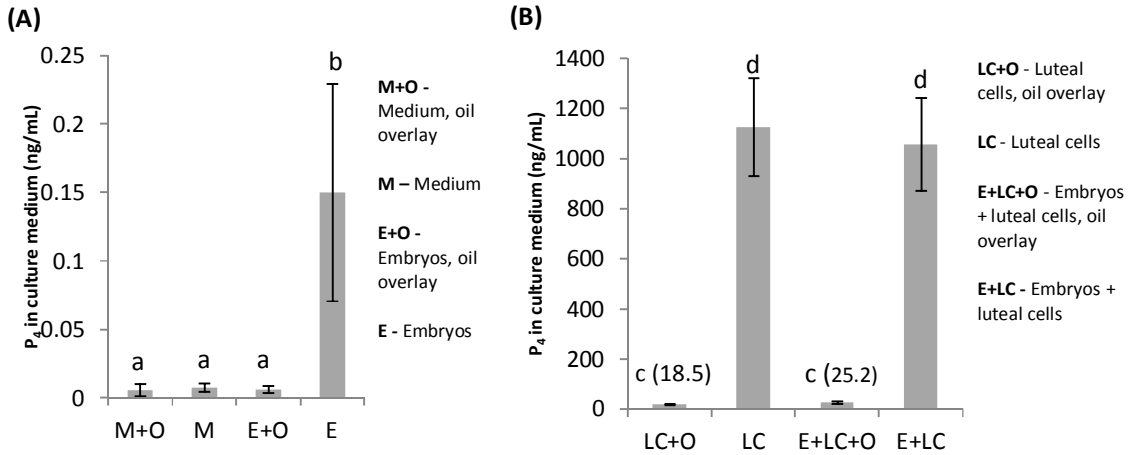 (A)
P4 in culture medium (ng/mL)
0.25
0.2
0.15
0.1
0.05
0
a
a
a
b
M+O
M
E+O
E
M+O -
Medium, oil
overlay
M – Medium
E+O -
Embryos, oil
overlay
E - Embryos
(B)
P4 in culture medium (ng/mL)
1400
1200
1000
800
600
400
200
0
c (18.5)
d
c (25.2)
d
LC+O
LC
E+LC+O
E+LC
LC+O - Luteal
cells, oil overlay
LC - Luteal cells
E+LC+O - Embryos
+ luteal cells, oil
overlay
E+LC - Embryos +
luteal cells